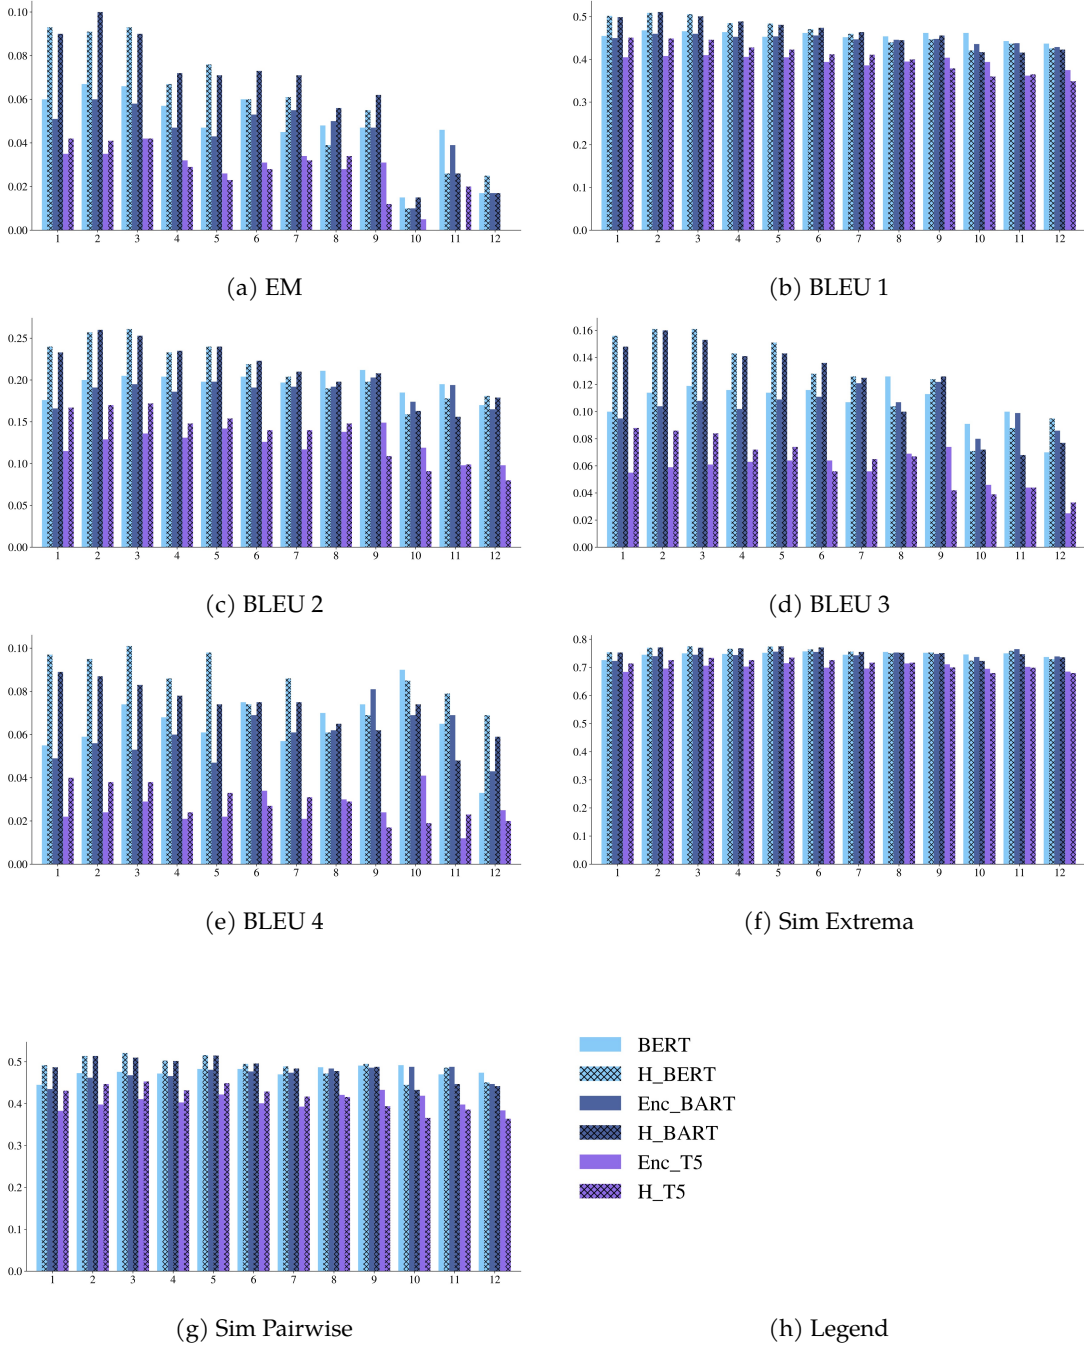 0.10
0.08
0.06
0.04
0.02
0.00
1 2 3 4 5 6 7 8 9 10 11 12
(a) EM
0.5
0.4
0.3
0.2
0.1
0.0
1 2 3 4 5 6 7 8 9 10 11 12
(b) BLEU 1
0.25
0.20
0.15
0.10
0.05
0.00
1 2 3 4 5 6 7 8 9 10 11 12
(c) BLEU 2
0.16
0.14
0.12
0.10
0.08
0.06
0.04
0.02
0.00
1 2 3 4 5 6 7 8 9 10 11 12
(d) BLEU 3
0.10
0.08
0.06
0.04
0.02
0.00
1 2 3 4 5 6 7 8 9 10 11 12
(e) BLEU 4
0.8
0.7
0.6
0.5
0.4
0.3
0.2
0.1
0.0
1 2 3 4 5 6 7 8 9 10 11 12
(f) Sim Extrema
0.5
0.4
0.3
0.2
0.1
0.0
1 2 3 4 5 6 7 8 9 10 11 12
(g) Sim Pairwise
BERT
H_BERT
Enc_BART
H_BART
Enc_T5
H_T5
(h) Legend